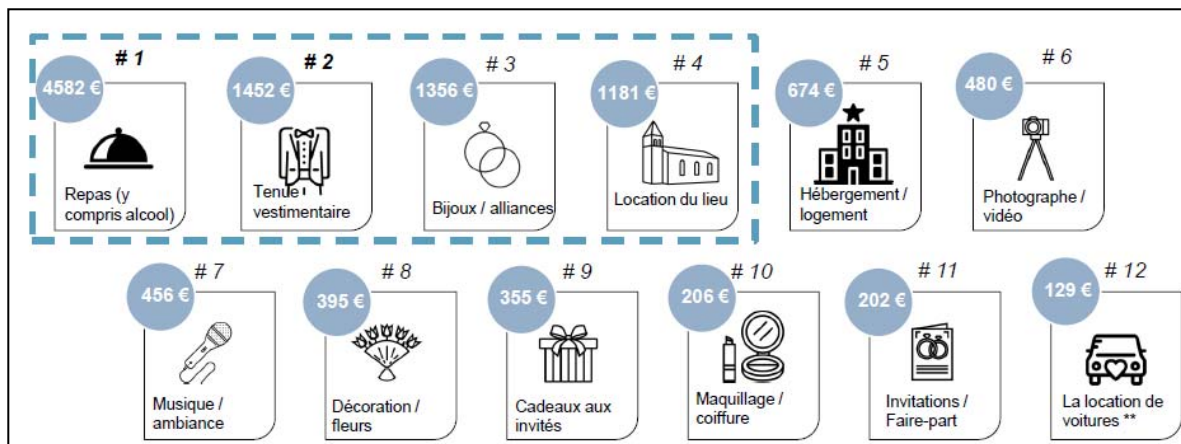 # 1
# 2
# 3
# 4
# 5
# 6
4582 €
1452 €
1356 €
1181 €
674 €
480 €
Repas (y
compris alcool)
Tenue
vestimentaire
Bijoux / alliances
Location du lieu
Hébergement /
logement
Photographe /
vidéo
# 7
# 8
# 9
# 10
# 11
# 12
456 €
395 €
355 €
206 €
202 €
129 €
Musique /
ambiance
Décoration /
fleurs
Cadeaux aux
invités
Maquillage /
coiffure
Invitations /
Faire-part
La location de
voitures **